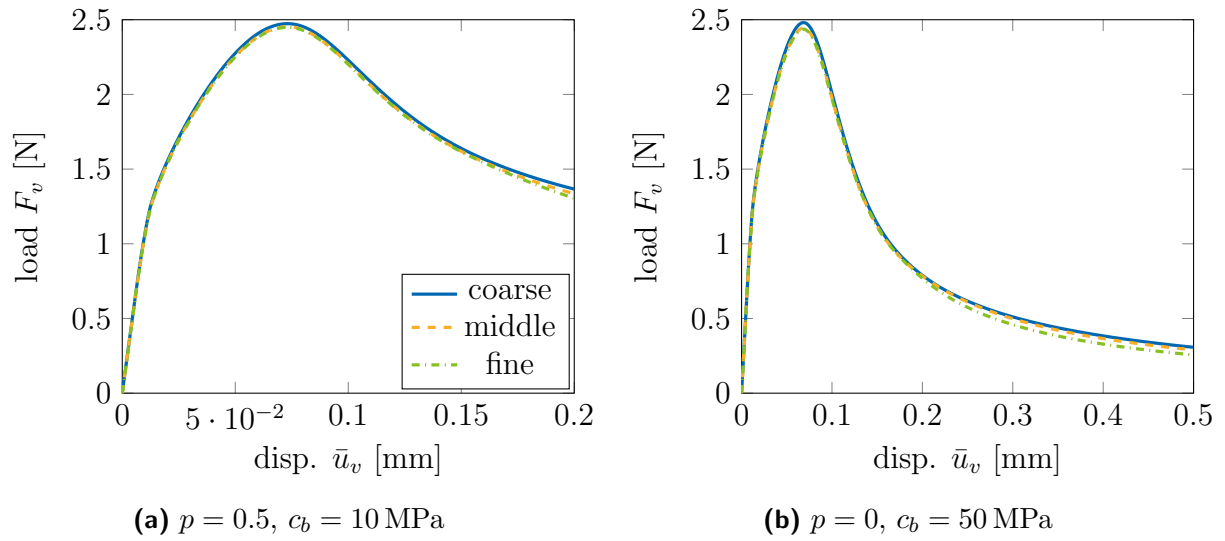 2.5
2
1.5
1
0.5
0
load F_v [N]
0
5 · 10^−2
0.1
0.15
0.2
disp. ū_v [mm]
coarse
middle
fine
(a) p = 0.5, c_b = 10 MPa
2.5
2
1.5
1
0.5
0
load F_v [N]
0
0.1
0.2
0.3
0.4
0.5
disp. ū_v [mm]
(b) p = 0, c_b = 50 MPa